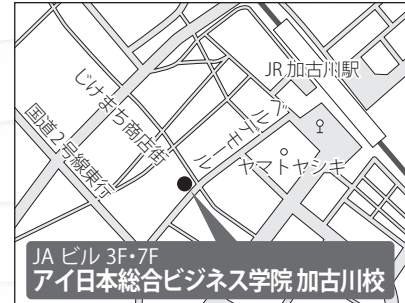 JR 加古川駅
じけまち商店街
ベルデモール
国道2号線東行
ヤマトヤシキ
JA ビル 3F・7F
アイ日本総合ビジネス学院 加古川校